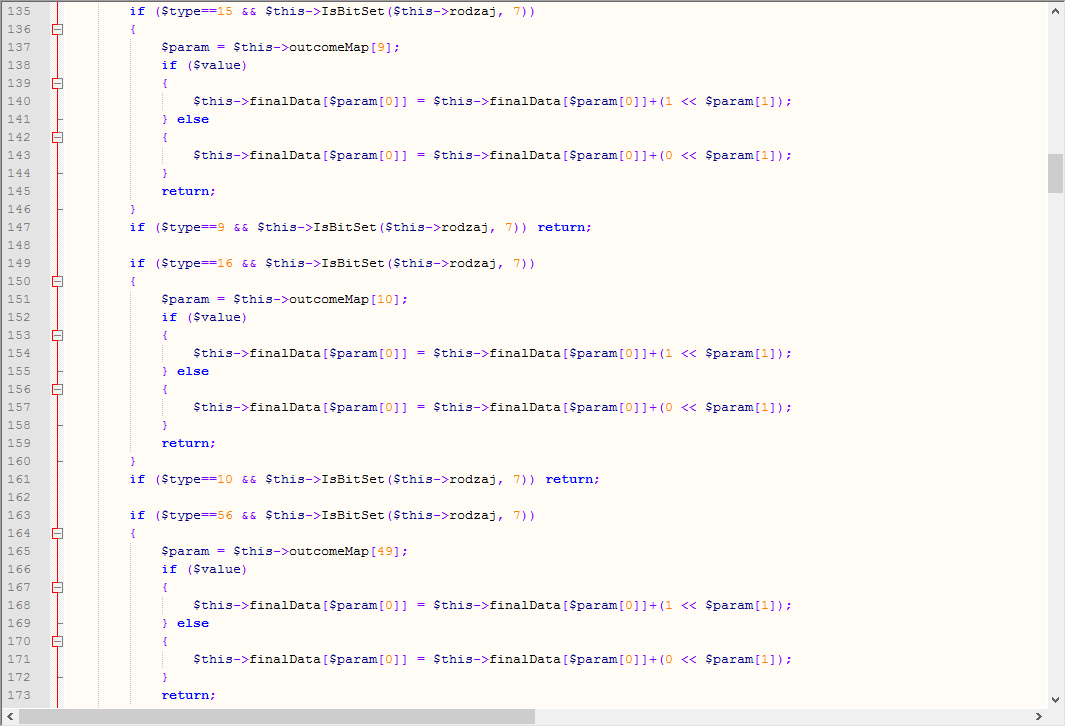 135 if ($type==15 && $this->IsBitSet($this->rodzaj, 7))
136 {
137 $param = $this->outcomeMap[9];
138 if ($value)
139 {
140 $this->finalData[$param[0]] = $this->finalData[$param[0]]+(1 << $param[1]);
141 } else
142 {
143 $this->finalData[$param[0]] = $this->finalData[$param[0]]+(0 << $param[1]);
144 }
145 return;
146 }
147 if ($type==9 && $this->IsBitSet($this->rodzaj, 7)) return;
148
149 if ($type==16 && $this->IsBitSet($this->rodzaj, 7))
150 {
151 $param = $this->outcomeMap[10];
152 if ($value)
153 {
154 $this->finalData[$param[0]] = $this->finalData[$param[0]]+(1 << $param[1]);
155 } else
156 {
157 $this->finalData[$param[0]] = $this->finalData[$param[0]]+(0 << $param[1]);
158 }
159 return;
160 }
161 if ($type==10 && $this->IsBitSet($this->rodzaj, 7)) return;
162
163 if ($type==56 && $this->IsBitSet($this->rodzaj, 7))
164 {
165 $param = $this->outcomeMap[49];
166 if ($value)
167 {
168 $this->finalData[$param[0]] = $this->finalData[$param[0]]+(1 << $param[1]);
169 } else
170 {
171 $this->finalData[$param[0]] = $this->finalData[$param[0]]+(0 << $param[1]);
172 }
173 return;